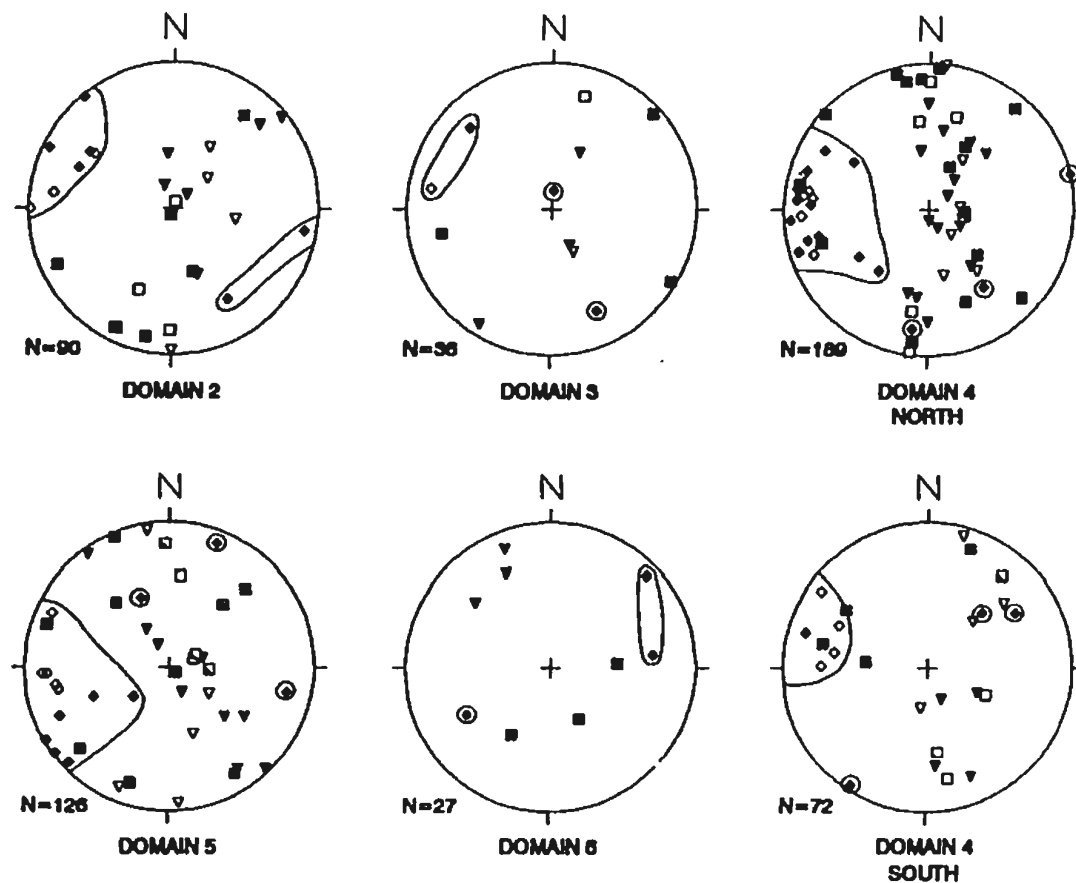 N
N
N
N=90
N=36
N=189
DOMAIN 2
DOMAIN 3
DOMAIN 4
NORTH
N
N
N
N=126
N=27
N=72
DOMAIN 5
DOMAIN 6
DOMAIN 4
SOUTH